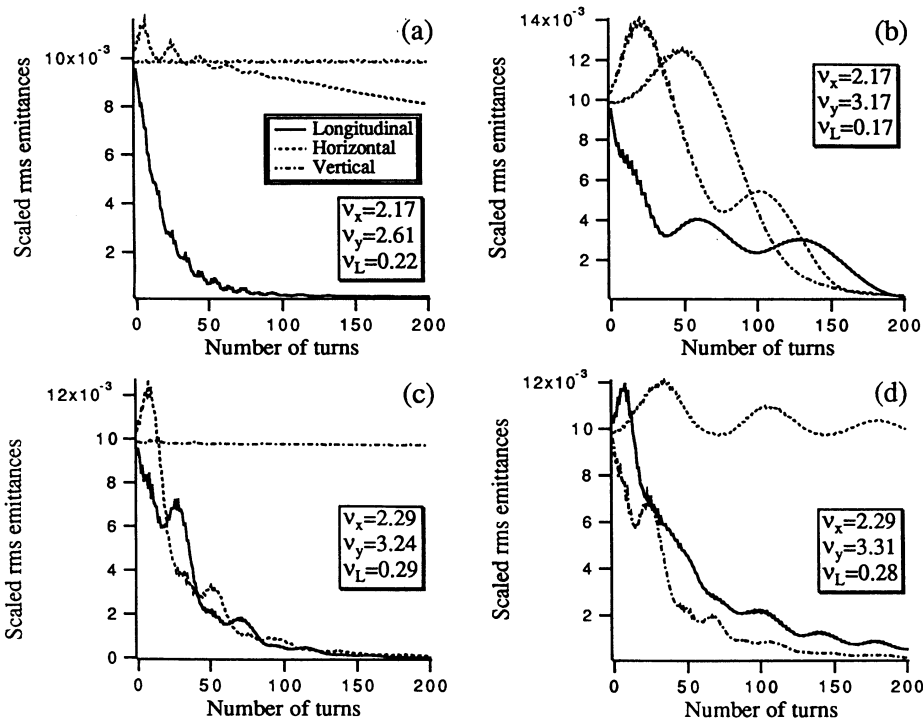 (a)
10x10⁻³
8
6
4
2
Scaled rms emittances
Longitudinal
Horizontal
Vertical
νx=2.17
νy=2.61
νL=0.22
0 50 100 150 200
Number of turns
(b)
14x10⁻³
12
10
8
6
4
2
Scaled rms emittances
νx=2.17
νy=3.17
νL=0.17
0 50 100 150 200
Number of turns
(c)
12x10⁻³
10
8
6
4
2
0
Scaled rms emittances
νx=2.29
νy=3.24
νL=0.29
0 50 100 150 200
Number of turns
(d)
12x10⁻³
10
8
6
4
2
Scaled rms emittances
νx=2.29
νy=3.31
νL=0.28
0 50 100 150 200
Number of turns